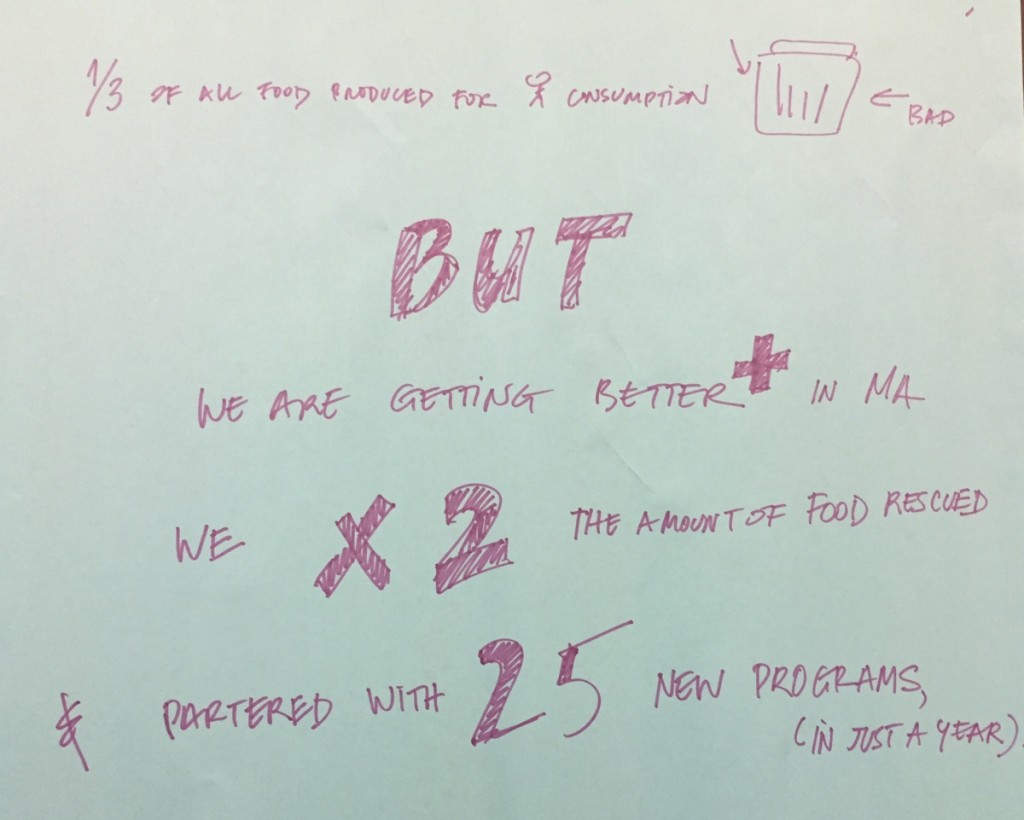 1/3 OF ALL FOOD PRODUCED FOR CONSUMPTION
BAD
BUT
WE ARE GETTING BETTER+ IN MA
WE X 2 THE AMOUNT OF FOOD RESCUED
& PARTERED WITH 25 NEW PROGRAMS,
(IN JUST A YEAR)